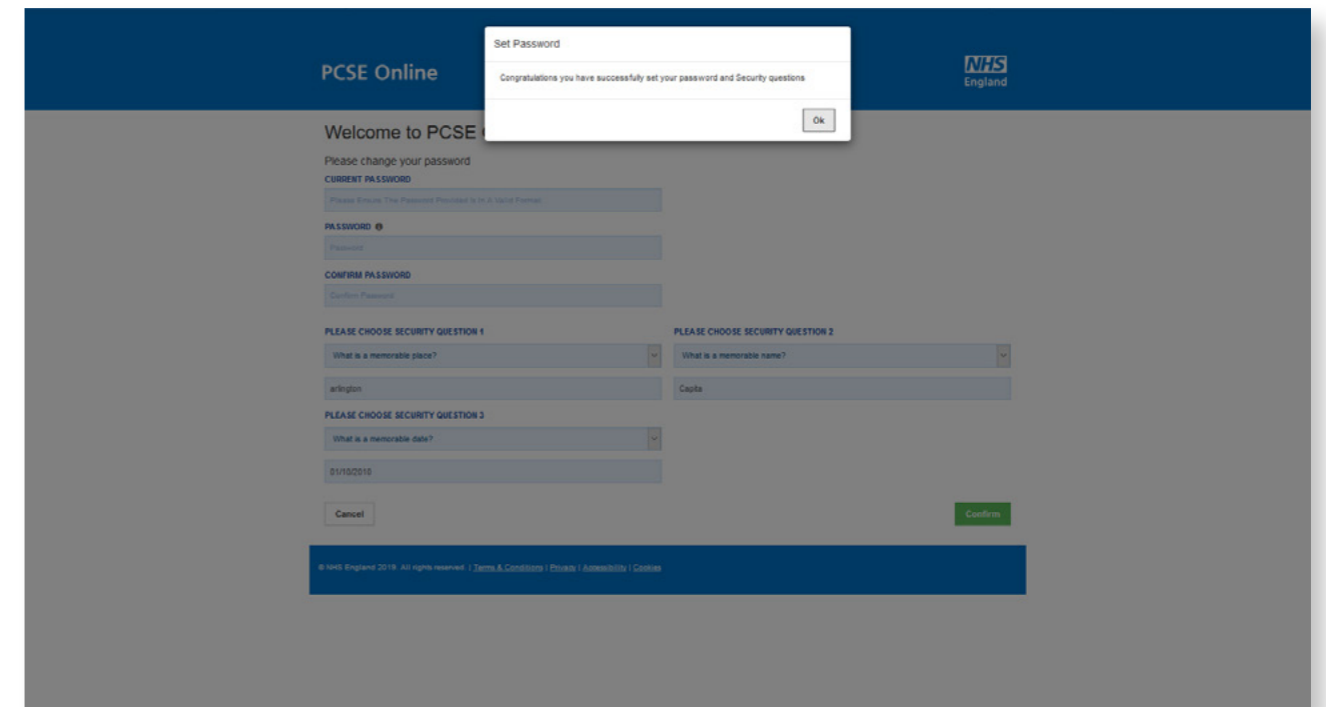 Set Password
Congratulations you have successfully set your password and Security questions
Ok
PCSE Online
NHS
England
Welcome to PCSE
Please change your password
CURRENT PASSWORD
Please Ensure The Password Provided Is In A Valid Format
PASSWORD
Password
CONFIRM PASSWORD
Confirm Password
PLEASE CHOOSE SECURITY QUESTION 1
PLEASE CHOOSE SECURITY QUESTION 2
What is a memorable place?
What is a memorable name?
arlington
Capita
PLEASE CHOOSE SECURITY QUESTION 3
What is a memorable date?
01/10/2010
Cancel
Confirm
© NHS England 2019. All rights reserved. | Terms & Conditions | Privacy | Accessibility | Cookies